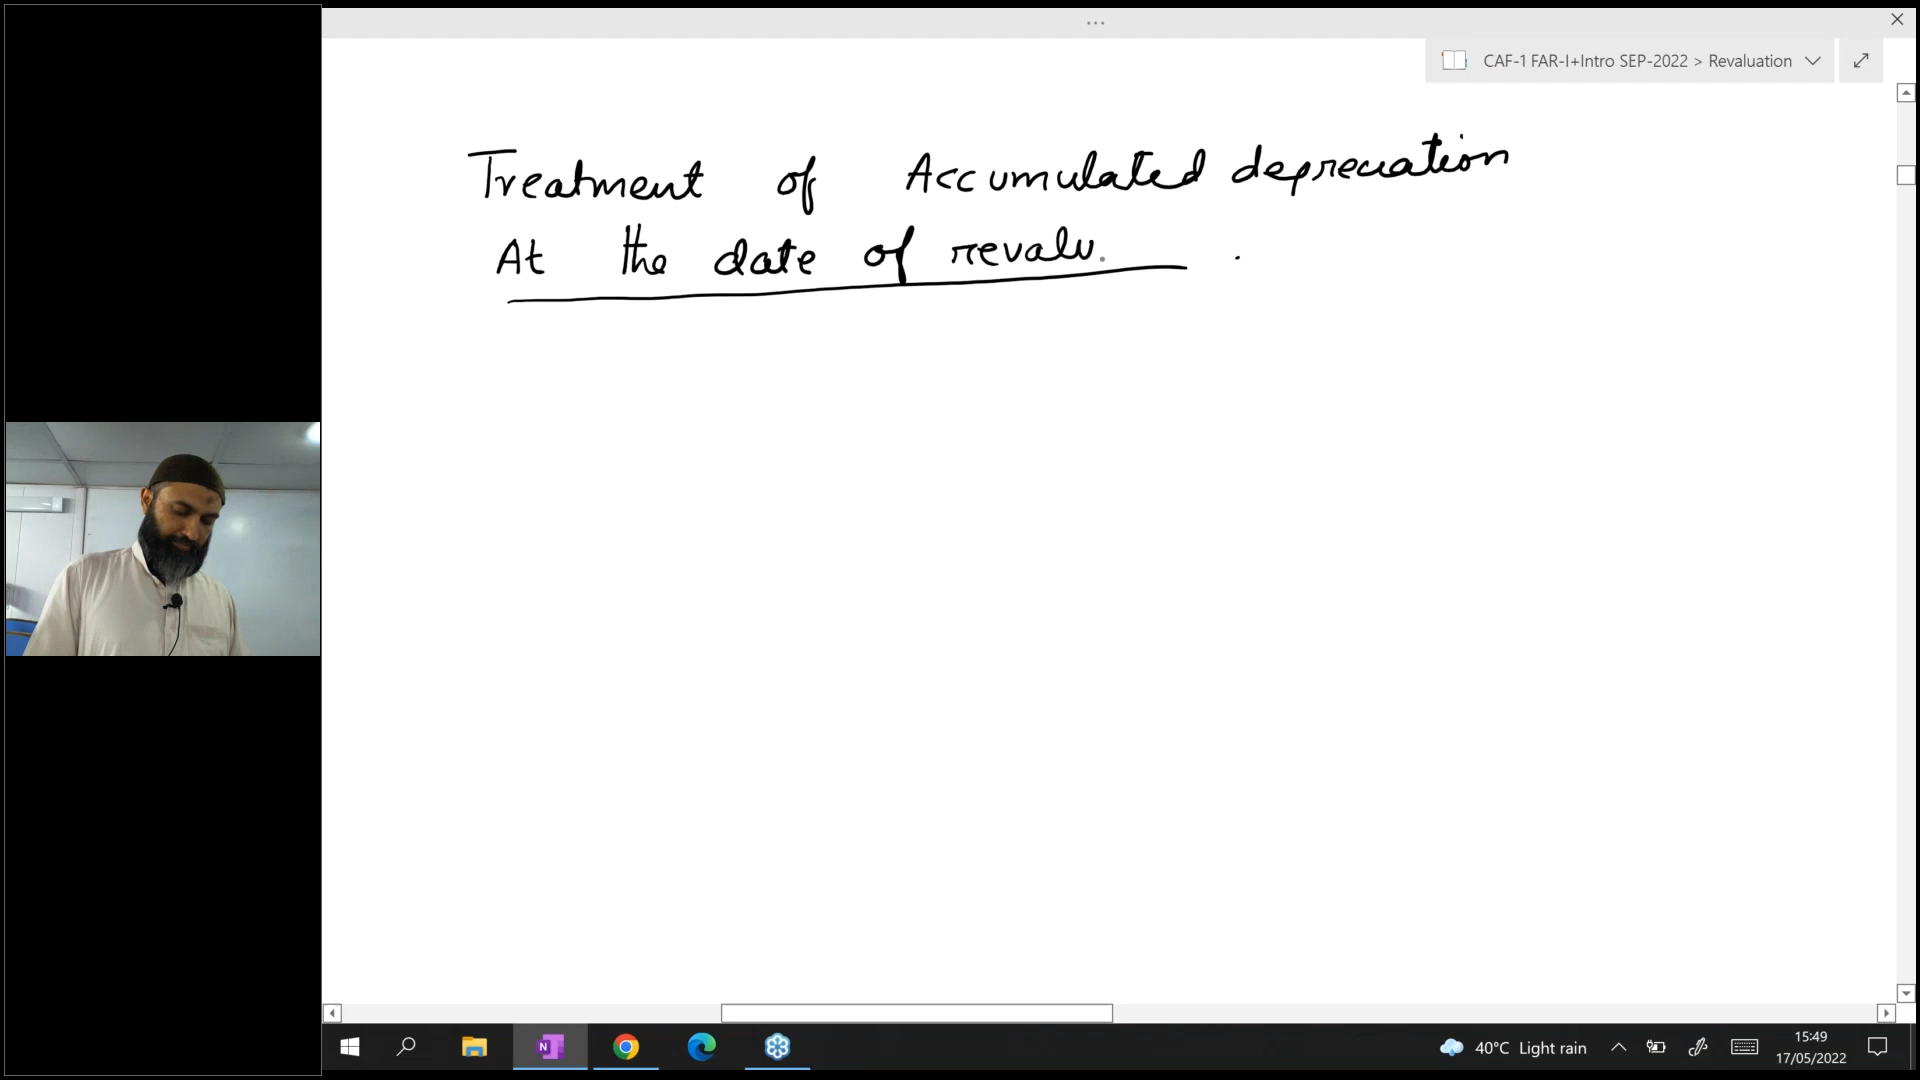 CAF-1 FAR-I+Intro SEP-2022 > Revaluation
Treatment of Accumulated depreciation
At the date of revalu.
40°C Light rain
15:49
17/05/2022